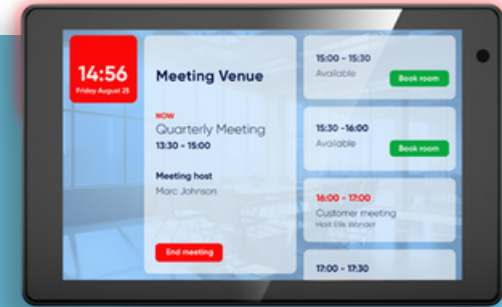 14:56
Friday August 25
Meeting Venue
NOW
Quarterly Meeting
13:30 - 15:00
Meeting host
Marc Johnson
End meeting
15:00 - 15:30
Available
Book room
15:30 -16:00
Available
Book room
16:00 - 17:00
Customer meeting
Host Ellis Wonder
17:00 - 17:30